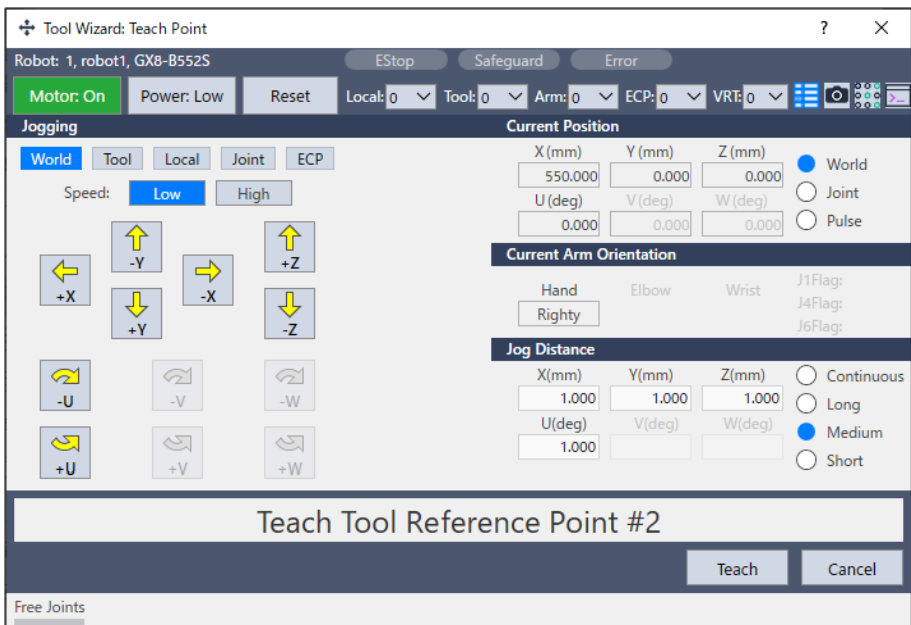 Tool Wizard: Teach Point ?
Robot: 1, robot1, GX8-B552S EStop Safeguard Error
Motor: On Power: Low Reset Local: 0 Tool: 0 Arm: 0 ECP: 0 VRT: 0
Jogging
World Tool Local Joint ECP
Speed: Low High
-Y
+X -X
+Y
+Z
-Z
-U -V -W
+U +V +W
Current Position
X (mm) Y (mm) Z (mm)
550.000 0.000 0.000
U (deg) V (deg) W (deg)
0.000 0.000 0.000
World
Joint
Pulse
Current Arm Orientation
Hand Elbow Wrist
Righty
J1Flag:
J4Flag:
J6Flag:
Jog Distance
X(mm) Y(mm) Z(mm)
1.000 1.000 1.000
U(deg) V(deg) W(deg)
1.000
Continuous
Long
Medium
Short
Teach Tool Reference Point #2
Teach Cancel
Free Joints